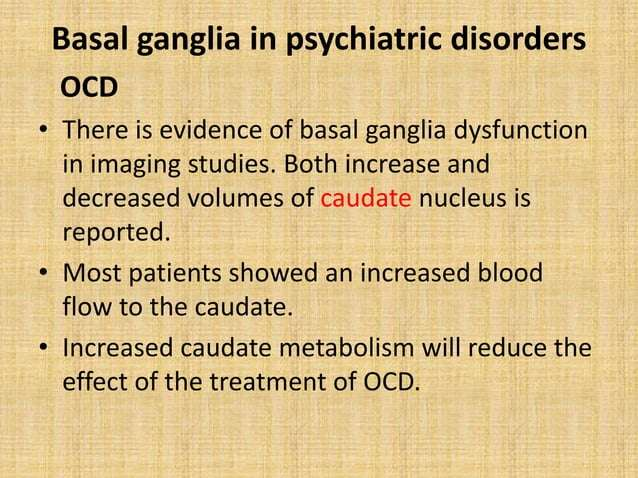 Basal ganglia in psychiatric disorders
OCD
• There is evidence of basal ganglia dysfunction
in imaging studies. Both increase and
decreased volumes of caudate nucleus is
reported.
• Most patients showed an increased blood
flow to the caudate.
• Increased caudate metabolism will reduce the
effect of the treatment of OCD.